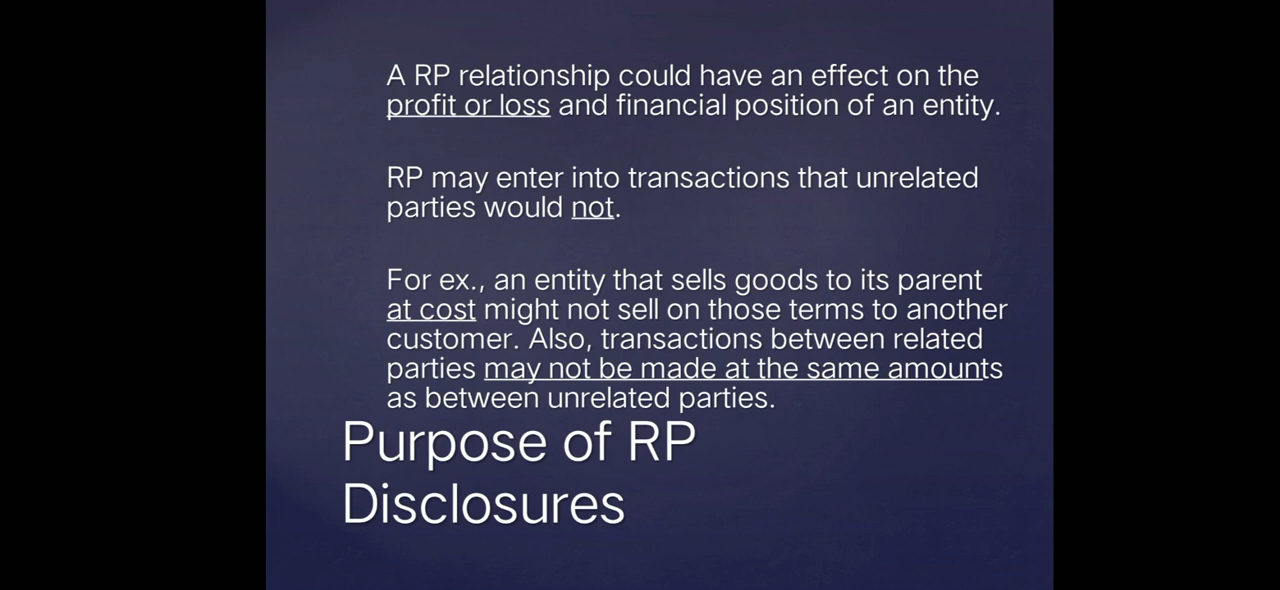 A RP relationship could have an effect on the
profit or loss and financial position of an entity.
RP may enter into transactions that unrelated
parties would not.
For ex., an entity that sells goods to its parent
at cost might not sell on those terms to another
customer. Also, transactions between related
parties may not be made at the same amounts
as between unrelated parties.
Purpose of RP
Disclosures